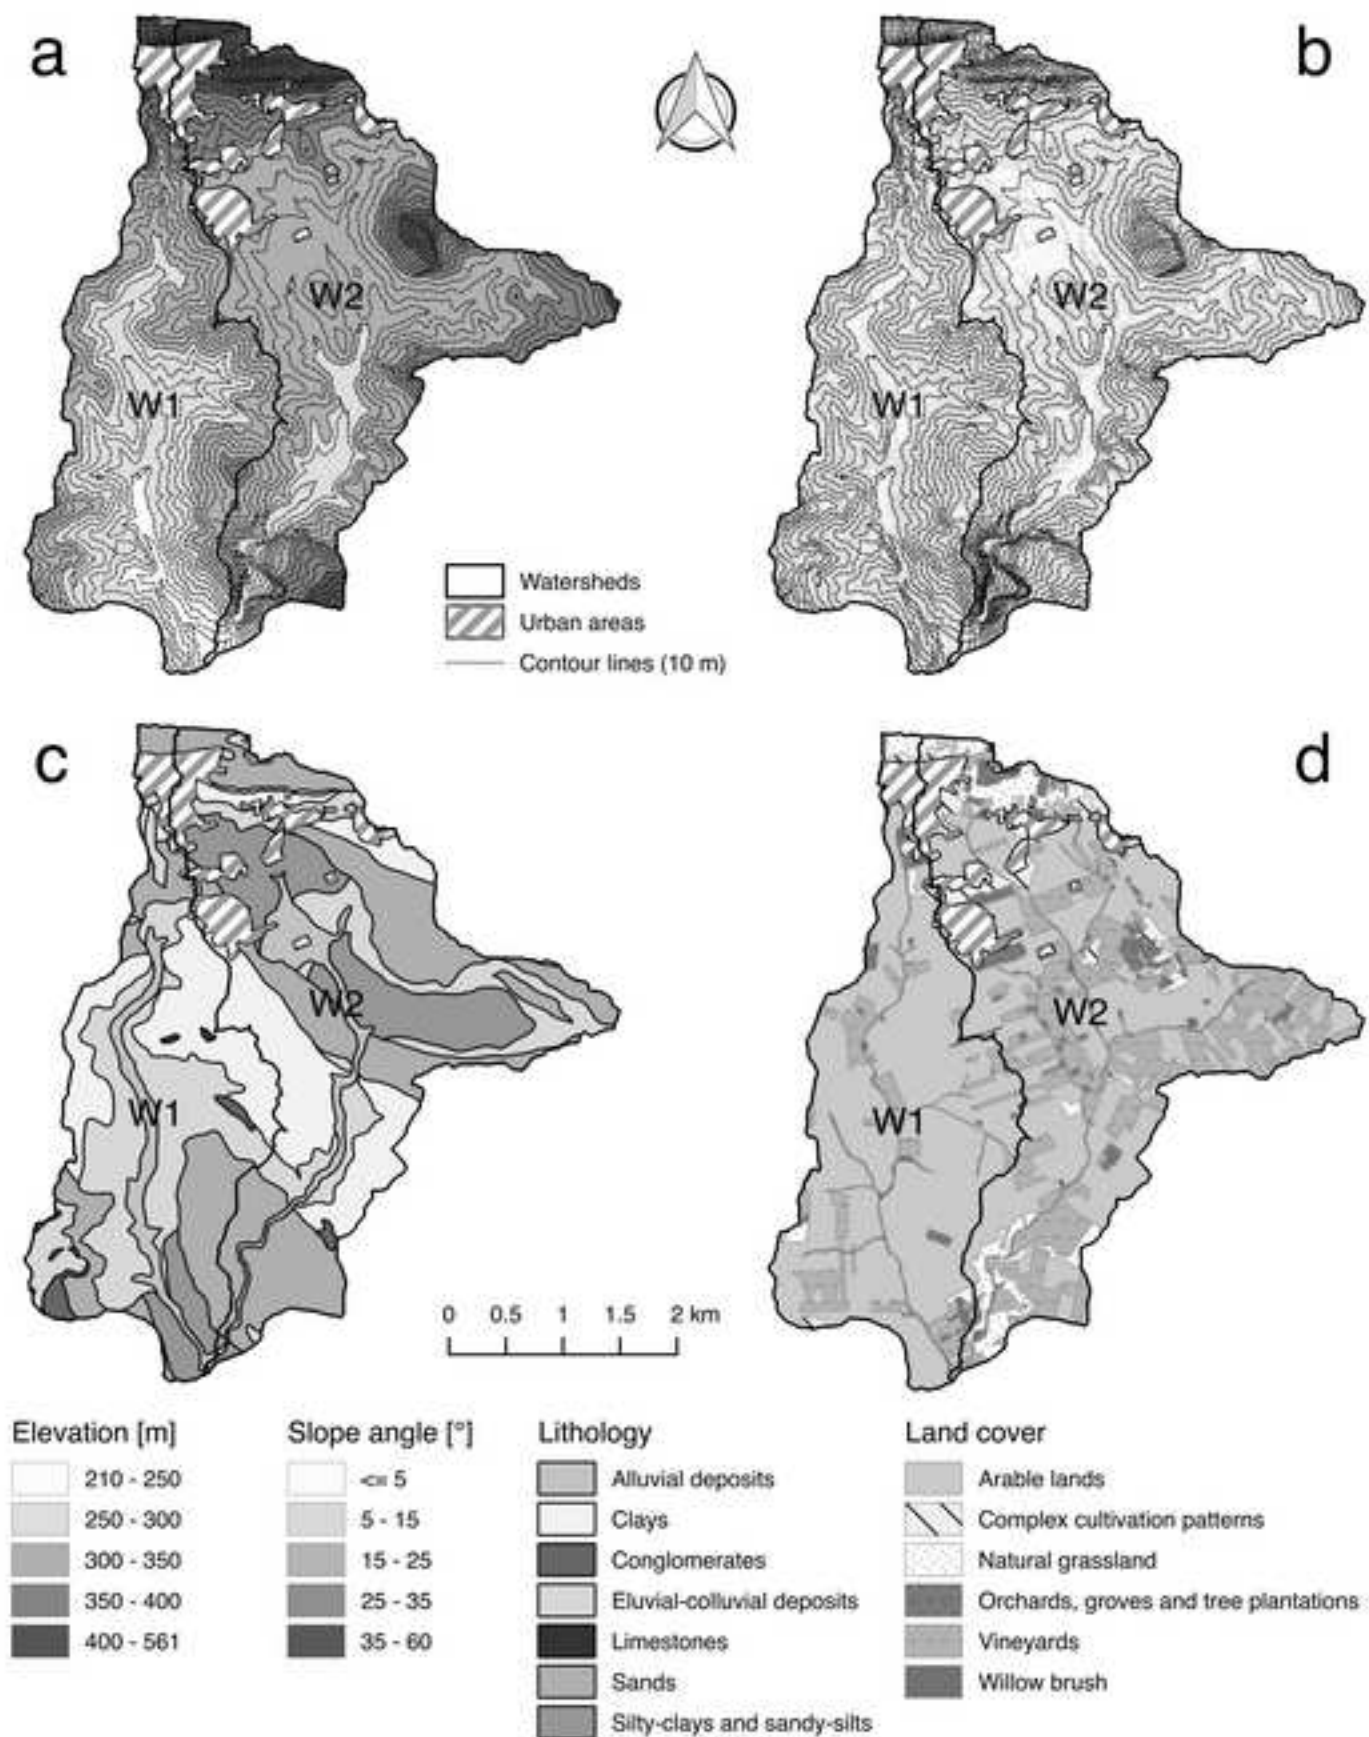 a
b
W2
W2
W1
W1
Watersheds
Urban areas
Contour lines (10 m)
c
d
W2
W2
W1
W1
0 0.5 1 1.5 2 km
Elevation [m]
210 - 250
250 - 300
300 - 350
350 - 400
400 - 561
Slope angle [°]
<= 5
5 - 15
15 - 25
25 - 35
35 - 60
Lithology
Alluvial deposits
Clays
Conglomerates
Eluvial-colluvial deposits
Limestones
Sands
Silty-clays and sandy-silts
Land cover
Arable lands
Complex cultivation patterns
Natural grassland
Orchards, groves and tree plantations
Vineyards
Willow brush